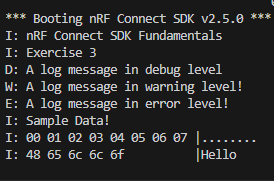 *** Booting nRF Connect SDK v2.5.0 ***
I: nRF Connect SDK Fundamentals
I: Exercise 3
D: A log message in debug level
W: A log message in warning level!
E: A log message in error level!
I: Sample Data!
I: 00 01 02 03 04 05 06 07 |........
I: 48 65 6c 6c 6f          |Hello